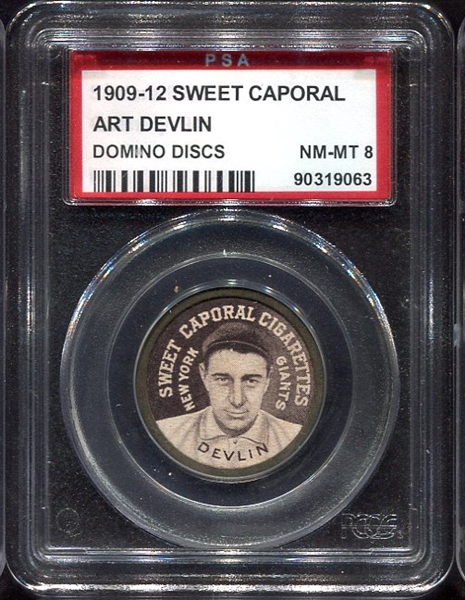 PSA
1909-12 SWEET CAPORAL
ART DEVLIN
DOMINO DISCS NM-MT 8
90319063
SWEET CAPORAL CIGARETTES
NEW YORK GIANTS
DEVLIN